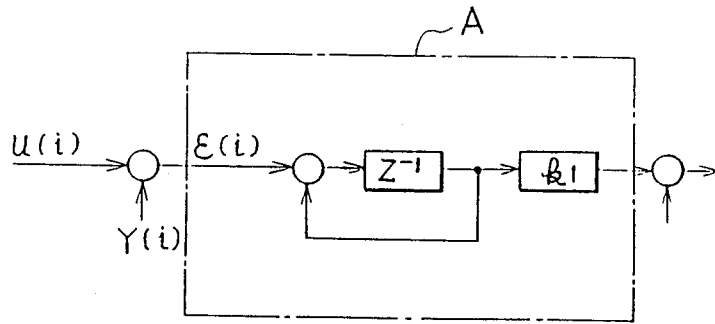 A
u(i)
ε(i)
Z⁻¹
k1
Y(i)